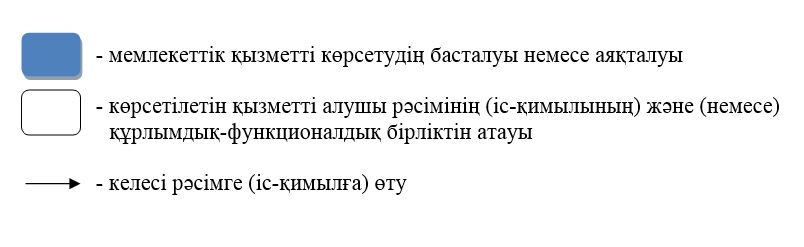 - мемлекеттік қызметті көрсетудің басталуы немесе аяқталуы
- көрсетілетін қызметті алушы рәсімінің (іс-қимылының) және (немесе)
құрлымдық-функционалдық бірліктін атауы
- келесі рәсімге (іс-қимылға) өту